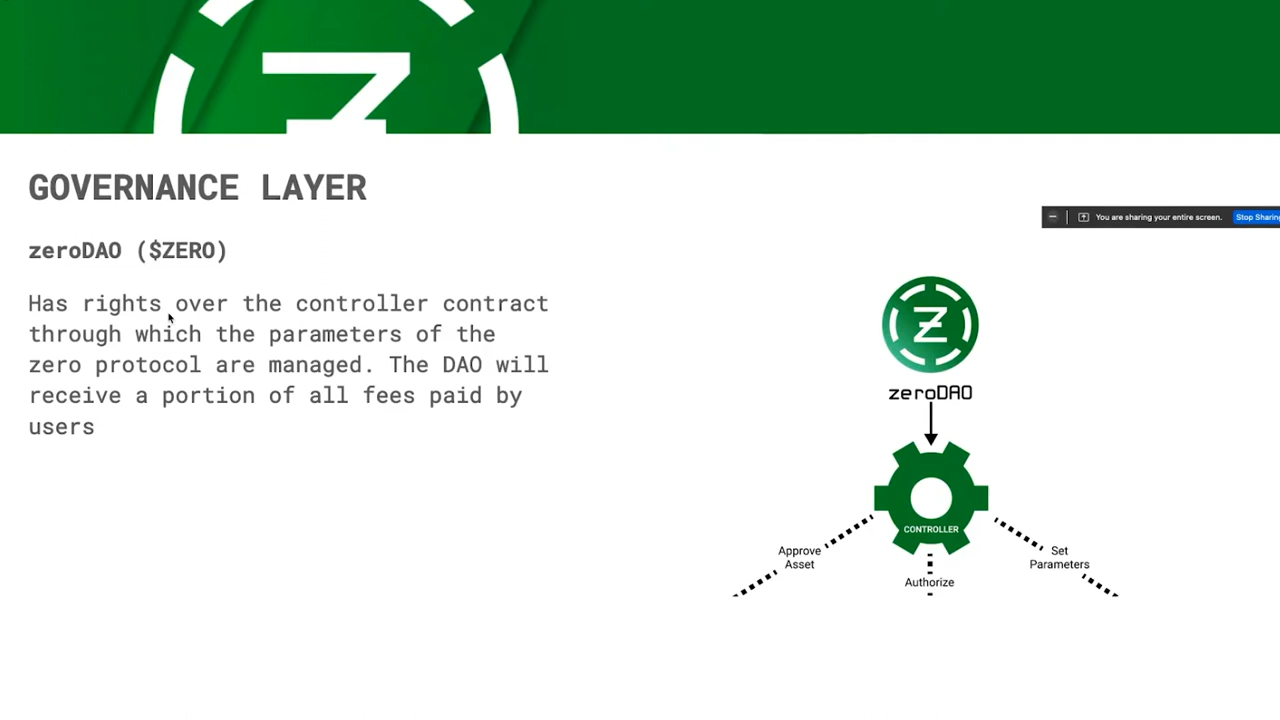 GOVERNANCE LAYER
zeroDAO ($ZERO)
Has rights over the controller contract
through which the parameters of the
zero protocol are managed. The DAO will
receive a portion of all fees paid by
users
You are sharing your entire screen.
Stop Sharing
zeroDAO
CONTROLLER
Approve
Asset
Authorize
Set
Parameters